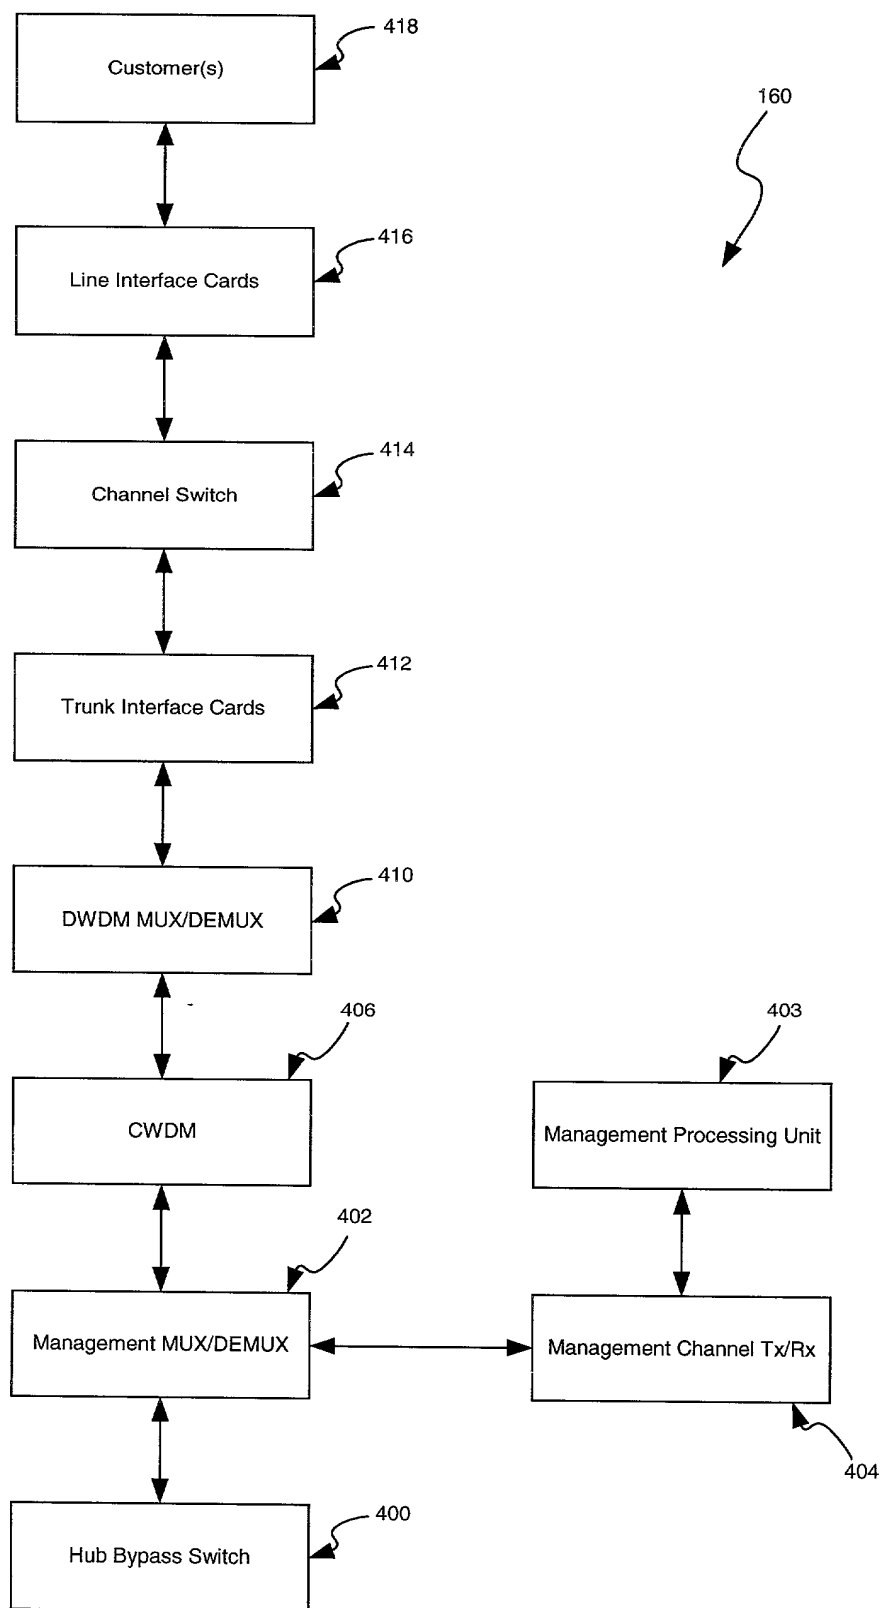 418
Customer(s)
160
416
Line Interface Cards
414
Channel Switch
412
Trunk Interface Cards
410
DWDM MUX/DEMUX
406
403
CWDM
Management Processing Unit
402
Management MUX/DEMUX
Management Channel Tx/Rx
404
400
Hub Bypass Switch